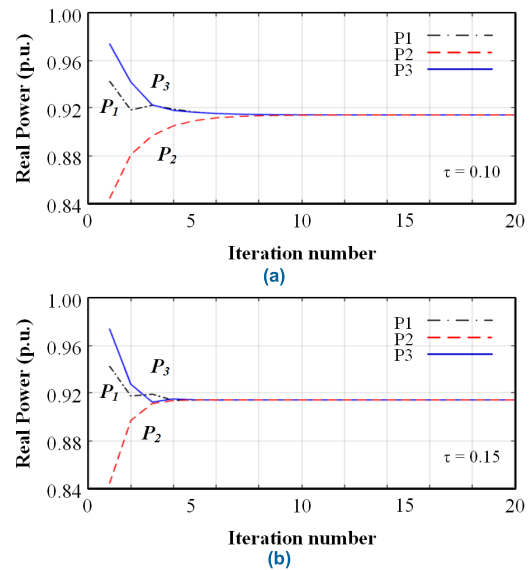 1.00
0.96
0.92
0.88
0.84
Real Power (p.u.)
P1
P2
P3
P3
P1
P2
τ = 0.10
0 5 10 15 20
Iteration number
(a)
1.00
0.96
0.92
0.88
0.84
Real Power (p.u.)
P1
P2
P3
P3
P1
P2
τ = 0.15
0 5 10 15 20
Iteration number
(b)